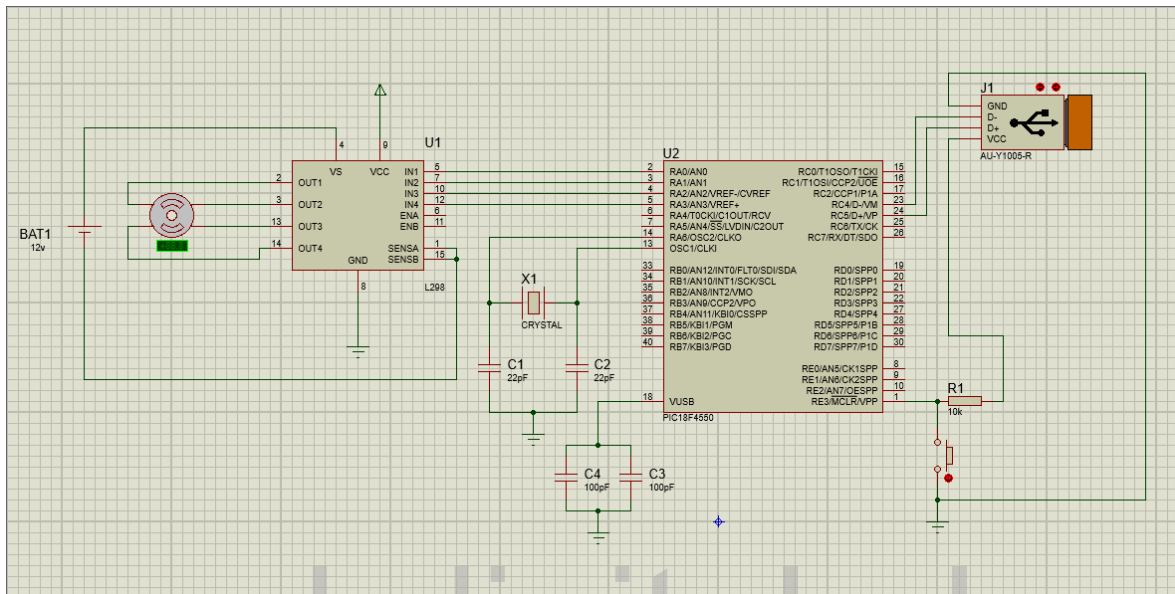 BAT1
12v
U1
4
9
VS
VCC
2
OUT1
3
OUT2
13
OUT3
14
OUT4
IN1
5
IN2
7
IN3
10
IN4
12
ENA
6
ENB
11
SENSA
1
SENSB
15
GND
8
L298
X1
CRYSTAL
C1
22pF
C2
22pF
U2
2
RA0/AN0
3
RA1/AN1
4
RA2/AN2/VREF-/CVREF
5
RA3/AN3/VREF+
6
RA4/T0CKI/C1OUT/RCV
7
RA5/AN4/SS/LVDIN/C2OUT
14
RA6/OSC2/CLKO
13
OSC1/CLKI
33
RB0/AN12/INT0/FLT0/SDI/SDA
34
RB1/AN10/INT1/SCK/SCL
35
RB2/AN8/INT2/VMO
36
RB3/AN9/CCP2/VPO
37
RB4/AN11/KBI0/CSSPP
38
RB5/KBI1/PGM
39
RB6/KBI2/PGC
40
RB7/KBI3/PGD
18
VUSB
RC0/T1OSO/T1CKI
15
RC1/T1OSI/CCP2/UOE
16
RC2/CCP1/P1A
17
RC4/D-/VM
23
RC5/D+/VP
24
RC6/TX/CK
25
RC7/RX/DT/SDO
26
RD0/SPP0
19
RD1/SPP1
20
RD2/SPP2
21
RD3/SPP3
22
RD4/SPP4
27
RD5/SPP5/P1B
28
RD6/SPP6/P1C
29
RD7/SPP7/P1D
30
RE0/AN5/CK1SPP
8
RE1/AN6/CK2SPP
9
RE2/AN7/OESPP
10
RE3/MCLR/VPP
1
PIC18F4550
C4
100pF
C3
100pF
J1
GND
D-
D+
VCC
AU-Y1005-R
R1
10k